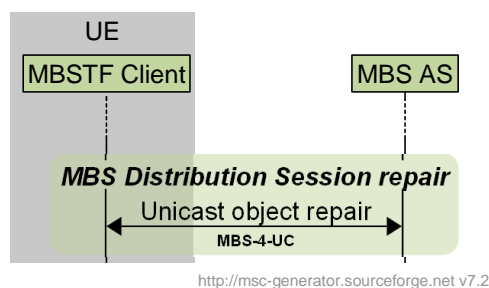 UE
MBSTF Client
MBS AS
MBS Distribution Session repair
Unicast object repair
MBS-4-UC
http://msc-generator.sourceforge.net v7.2